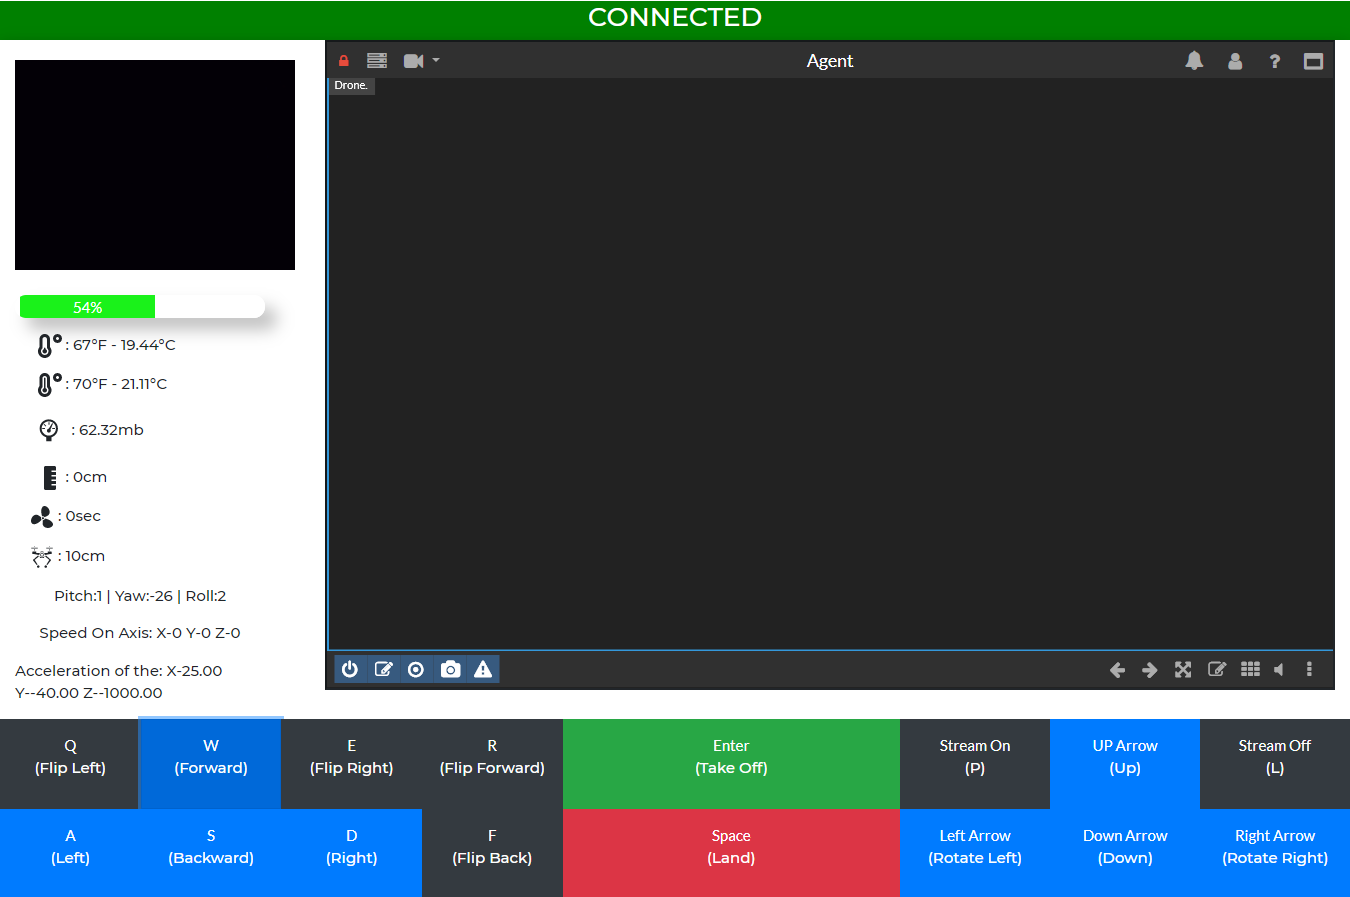 CONNECTED
Agent
Drone.
54%
: 67°F - 19.44°C
: 70°F - 21.11°C
: 62.32mb
: 0cm
: 0sec
: 10cm
Pitch:1 | Yaw:-26 | Roll:2
Speed On Axis: X-0 Y-0 Z-0
Acceleration of the: X-25.00
Y--40.00 Z--1000.00
Q
(Flip Left)
W
(Forward)
E
(Flip Right)
R
(Flip Forward)
Enter
(Take Off)
Stream On
(P)
UP Arrow
(Up)
Stream Off
(L)
A
(Left)
S
(Backward)
D
(Right)
F
(Flip Back)
Space
(Land)
Left Arrow
(Rotate Left)
Down Arrow
(Down)
Right Arrow
(Rotate Right)